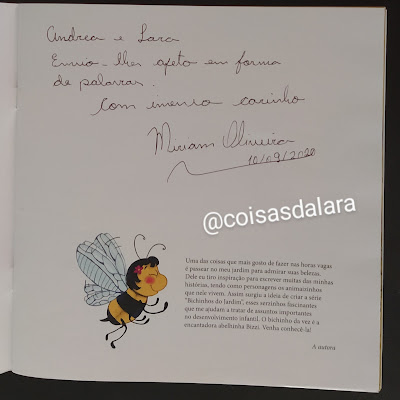 Andrea e Lara
Envio-lhes afeto em forma
de palavras.
com imenso carinho
Miriam Oliveira
10/09/2020
@coisasdalara
Uma das coisas que mais gosto de fazer nas horas vagas
é passear no meu jardim para admirar suas belezas.
Dele eu tiro inspiração para escrever muitas das minhas
histórias, tendo como personagens os animaizinhos
que nele vivem. Assim surgiu a ideia de criar a série
"Bichinhos do Jardim", esses serzinhos fascinantes
que me ajudam a tratar de assuntos importantes
no desenvolvimento infantil. O bichinho da vez é a
encantadora abelhinha Bizzi. Venha conhecê-la!
A autora